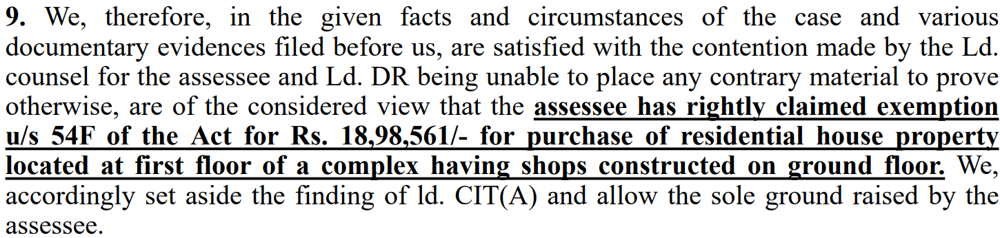 9. We, therefore, in the given facts and circumstances of the case and various
documentary evidences filed before us, are satisfied with the contention made by the Ld.
counsel for the assessee and Ld. DR being unable to place any contrary material to prove
otherwise, are of the considered view that the assessee has rightly claimed exemption
u/s 54F of the Act for Rs. 18,98,561/- for purchase of residential house property
located at first floor of a complex having shops constructed on ground floor. We,
accordingly set aside the finding of ld. CIT(A) and allow the sole ground raised by the
assessee.